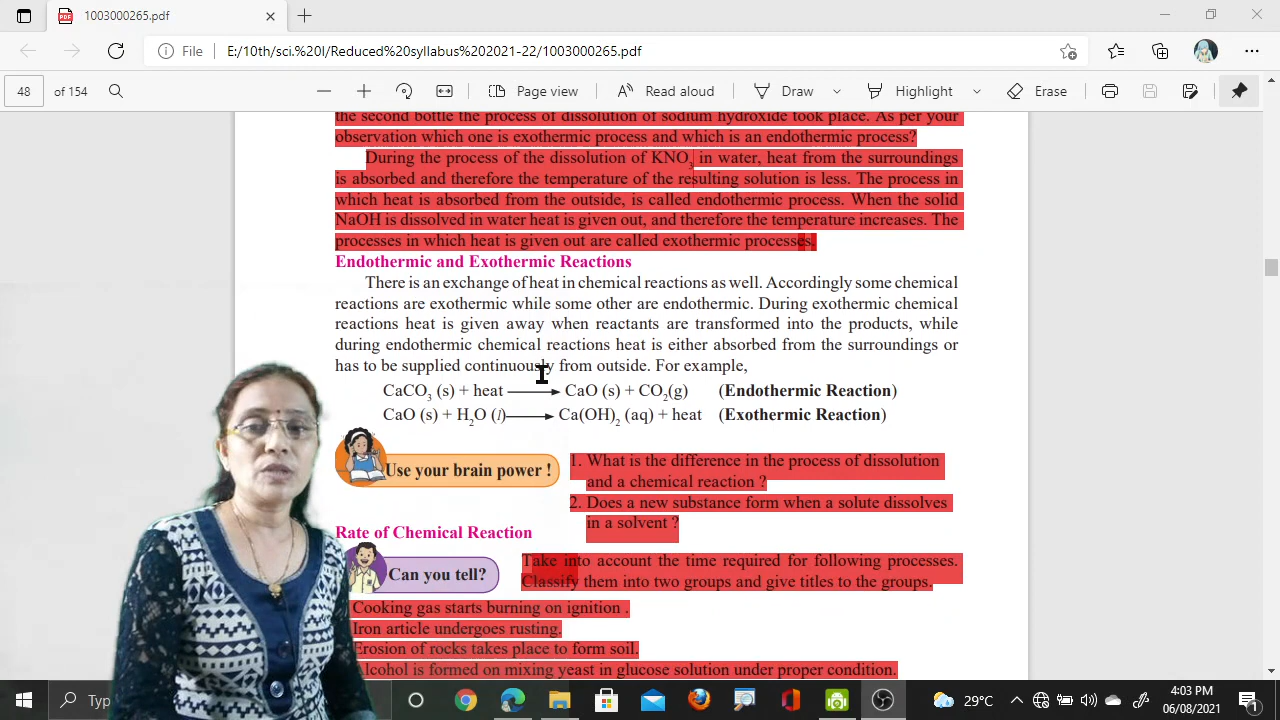 1003000265.pdf
File E:/10th/sci.%20I/Reduced%20syllabus%202021-22/1003000265.pdf
48 of 154 Page view Read aloud Draw Highlight Erase
the second bottle the process of dissolution of sodium hydroxide took place. As per your
observation which one is exothermic process and which is an endothermic process?
During the process of the dissolution of KNO3 in water, heat from the surroundings
is absorbed and therefore the temperature of the resulting solution is less. The process in
which heat is absorbed from the outside, is called endothermic process. When the solid
NaOH is dissolved in water heat is given out, and therefore the temperature increases. The
processes in which heat is given out are called exothermic processes.
Endothermic and Exothermic Reactions
There is an exchange of heat in chemical reactions as well. Accordingly some chemical
reactions are exothermic while some other are endothermic. During exothermic chemical
reactions heat is given away when reactants are transformed into the products, while
during endothermic chemical reactions heat is either absorbed from the surroundings or
has to be supplied continuously from outside. For example,
CaCO3 (s) + heat → CaO (s) + CO2(g) (Endothermic Reaction)
CaO (s) + H2O (l) → Ca(OH)2 (aq) + heat (Exothermic Reaction)
Use your brain power !
1. What is the difference in the process of dissolution
and a chemical reaction ?
2. Does a new substance form when a solute dissolves
in a solvent ?
Rate of Chemical Reaction
Can you tell?
Take into account the time required for following processes.
Classify them into two groups and give titles to the groups.
Cooking gas starts burning on ignition .
Iron article undergoes rusting.
Erosion of rocks takes place to form soil.
Alcohol is formed on mixing yeast in glucose solution under proper condition.
Typ
29°C
4:03 PM
06/08/2021
1